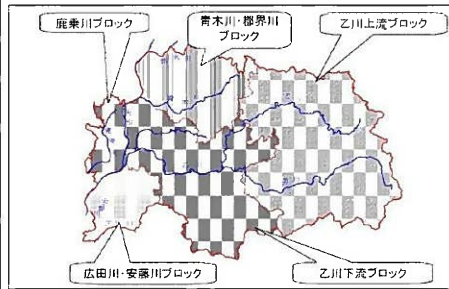 鹿乗川ブロック
青木川・郡界川
ブロック
乙川上流ブロック
広田川・安藤川ブロック
乙川下流ブロック